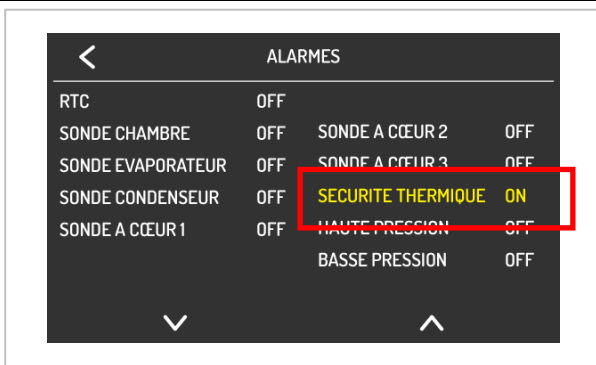 ALARMES
RTC OFF
SONDE CHAMBRE OFF
SONDE EVAPORATEUR OFF
SONDE CONDENSEUR OFF
SONDE A CŒUR 1 OFF
SONDE A CŒUR 2 OFF
SONDE A CŒUR 3 OFF
SECURITE THERMIQUE ON
HAUTE PRESSION OFF
BASSE PRESSION OFF